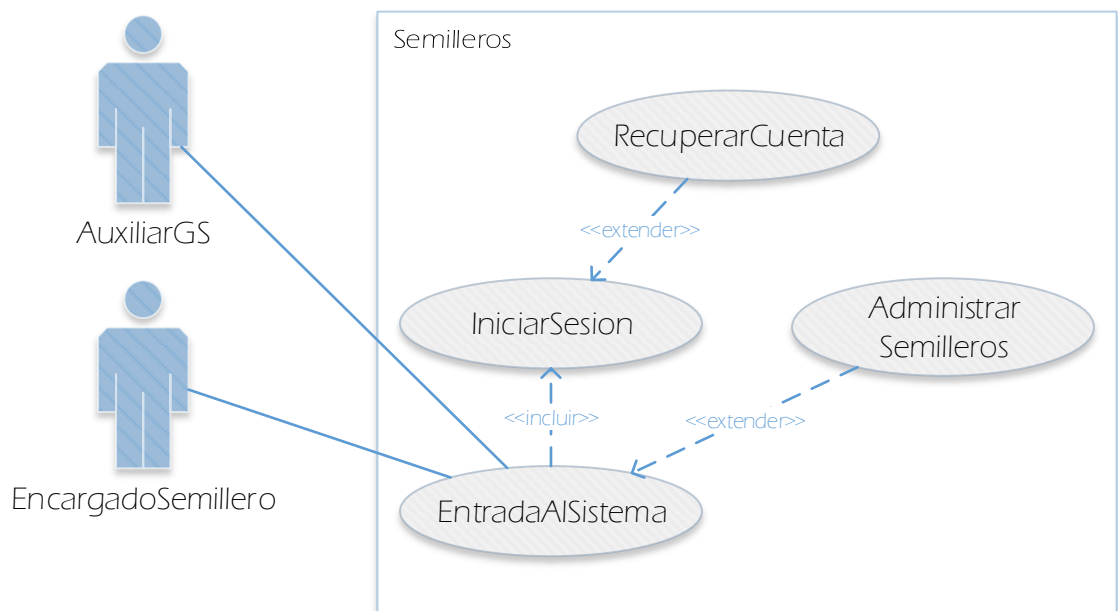 Semilleros
RecuperarCuenta
AuxiliarGS
<<extender>>
IniciarSesion
Administrar
Semilleros
<<incluir>>
<<extender>>
EncargadoSemillero
EntradaAlSistema